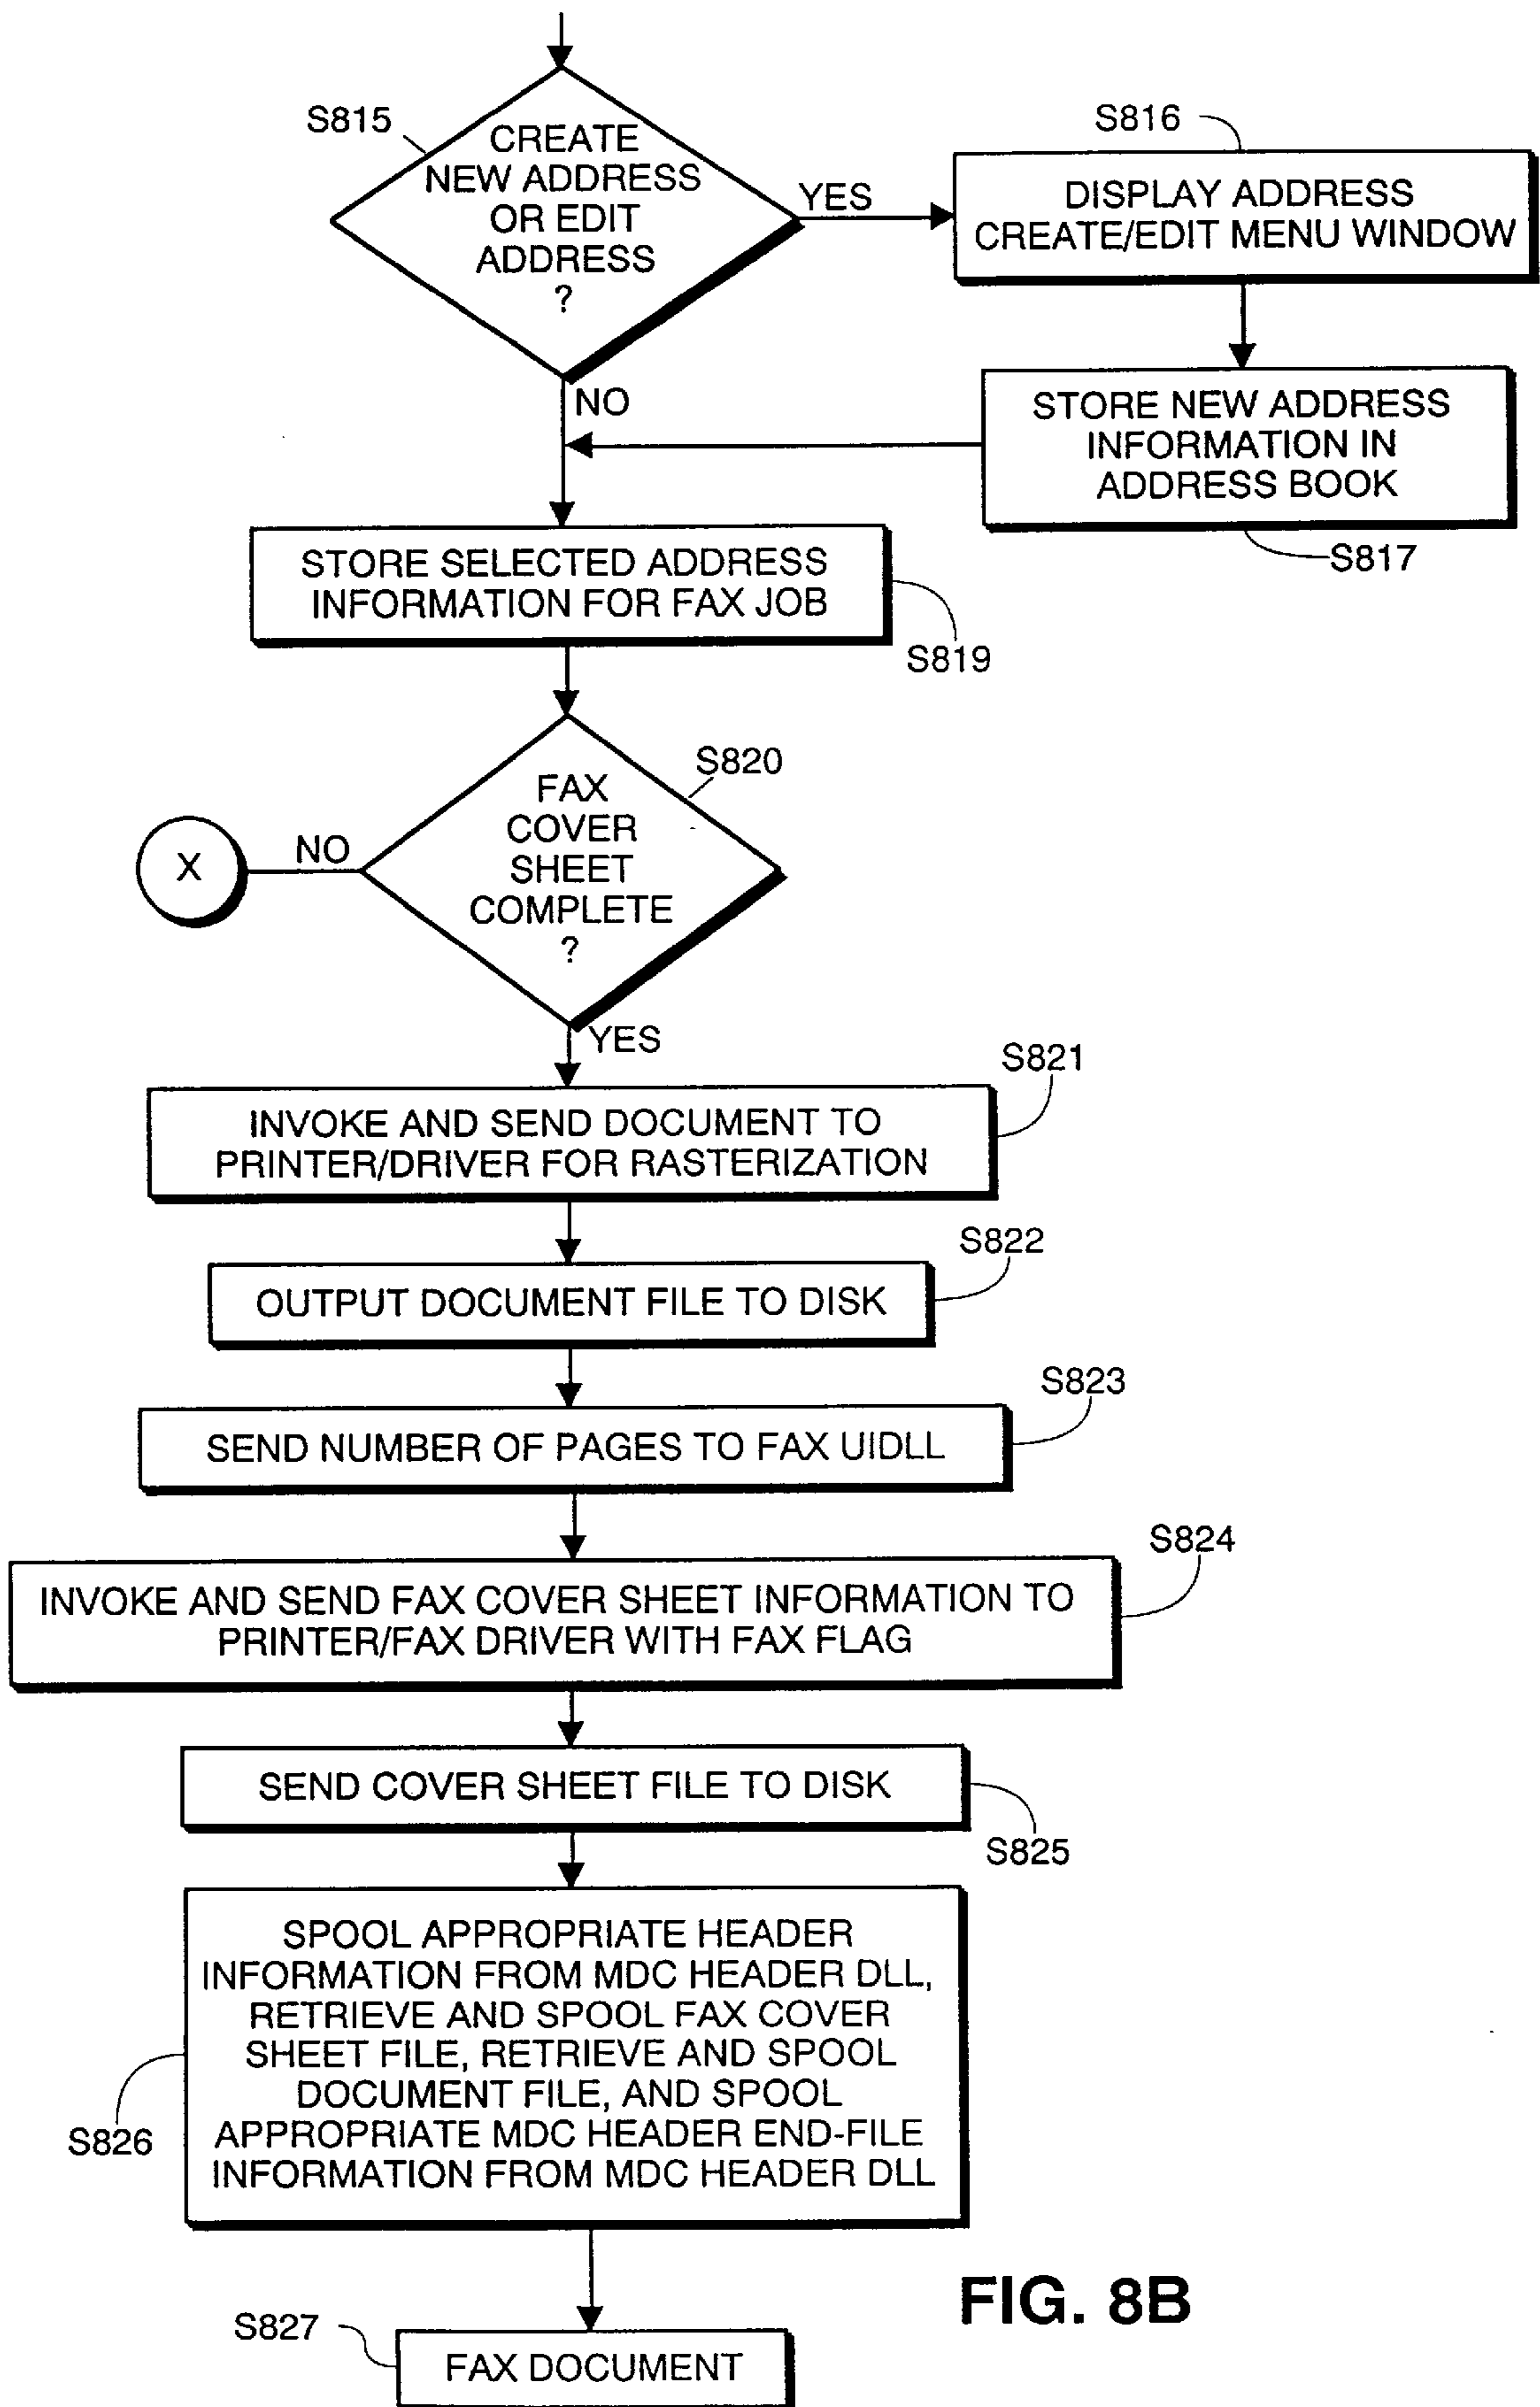 S815
CREATE
NEW ADDRESS
OR EDIT
ADDRESS
?
YES
S816
DISPLAY ADDRESS
CREATE/EDIT MENU WINDOW
NO
STORE NEW ADDRESS
INFORMATION IN
ADDRESS BOOK
S817
STORE SELECTED ADDRESS
INFORMATION FOR FAX JOB
S819
S820
FAX
COVER
SHEET
COMPLETE
?
NO
X
YES
S821
INVOKE AND SEND DOCUMENT TO
PRINTER/DRIVER FOR RASTERIZATION
S822
OUTPUT DOCUMENT FILE TO DISK
S823
SEND NUMBER OF PAGES TO FAX UIDLL
S824
INVOKE AND SEND FAX COVER SHEET INFORMATION TO
PRINTER/FAX DRIVER WITH FAX FLAG
SEND COVER SHEET FILE TO DISK
S825
SPOOL APPROPRIATE HEADER
INFORMATION FROM MDC HEADER DLL,
RETRIEVE AND SPOOL FAX COVER
SHEET FILE, RETRIEVE AND SPOOL
DOCUMENT FILE, AND SPOOL
APPROPRIATE MDC HEADER END-FILE
INFORMATION FROM MDC HEADER DLL
S826
S827
FAX DOCUMENT
FIG. 8B